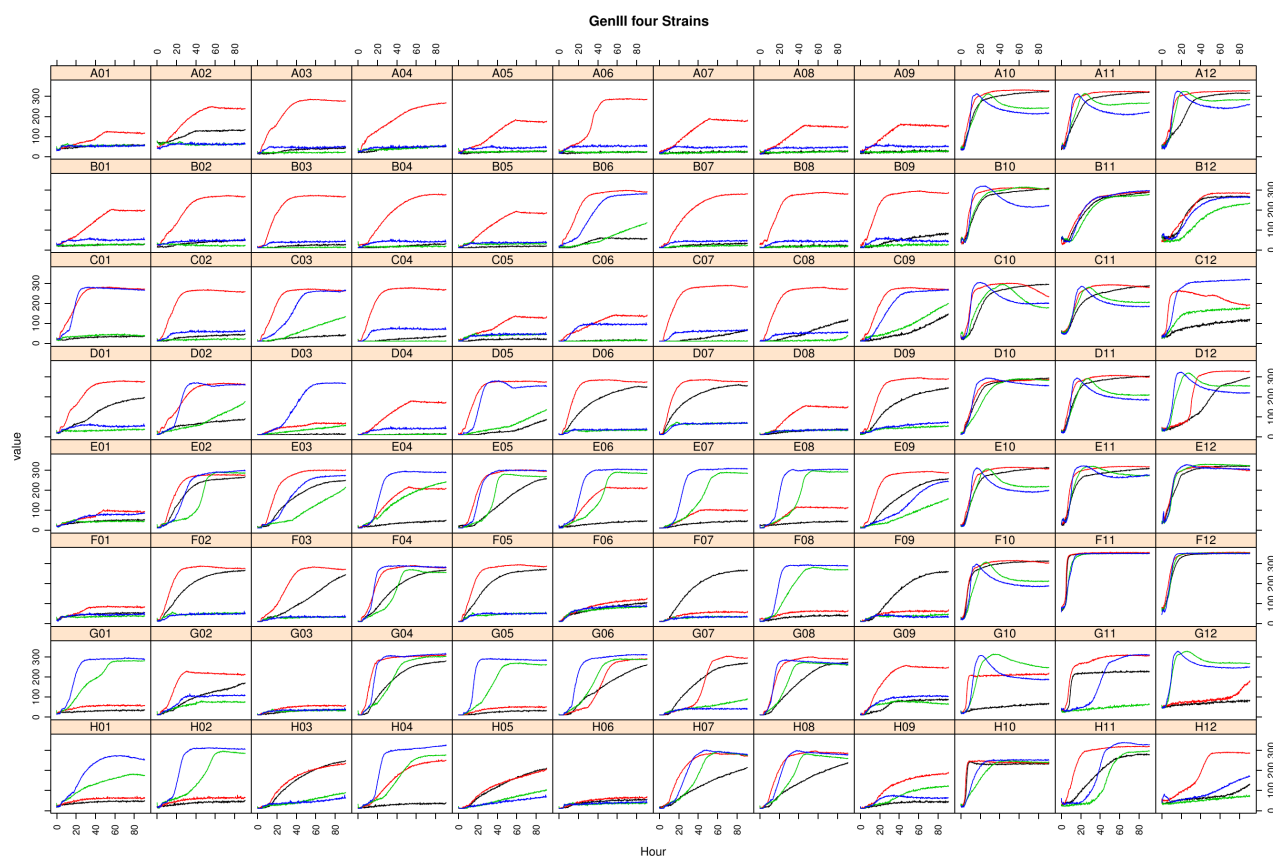 GenIII four Strains
0 20 40 60 80 0 20 40 60 80 0 20 40 60 80 0 20 40 60 80 0 20 40 60 80 0 20 40 60 80
A01 A02 A03 A04 A05 A06 A07 A08 A09 A10 A11 A12
0 100 200 300
B01 B02 B03 B04 B05 B06 B07 B08 B09 B10 B11 B12
0 100 200 300
C01 C02 C03 C04 C05 C06 C07 C08 C09 C10 C11 C12
0 100 200 300
D01 D02 D03 D04 D05 D06 D07 D08 D09 D10 D11 D12
0 100 200 300
value
E01 E02 E03 E04 E05 E06 E07 E08 E09 E10 E11 E12
0 100 200 300
F01 F02 F03 F04 F05 F06 F07 F08 F09 F10 F11 F12
0 100 200 300
G01 G02 G03 G04 G05 G06 G07 G08 G09 G10 G11 G12
0 100 200 300
H01 H02 H03 H04 H05 H06 H07 H08 H09 H10 H11 H12
0 100 200 300
0 20 40 60 80 0 20 40 60 80 0 20 40 60 80 0 20 40 60 80 0 20 40 60 80 0 20 40 60 80
Hour